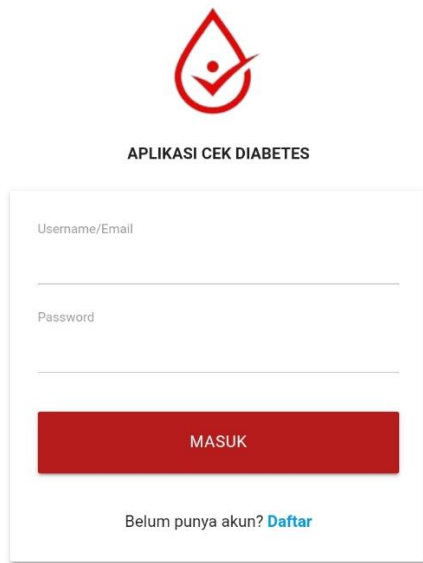 APLIKASI CEK DIABETES
Username/Email
Password
MASUK
Belum punya akun? Daftar